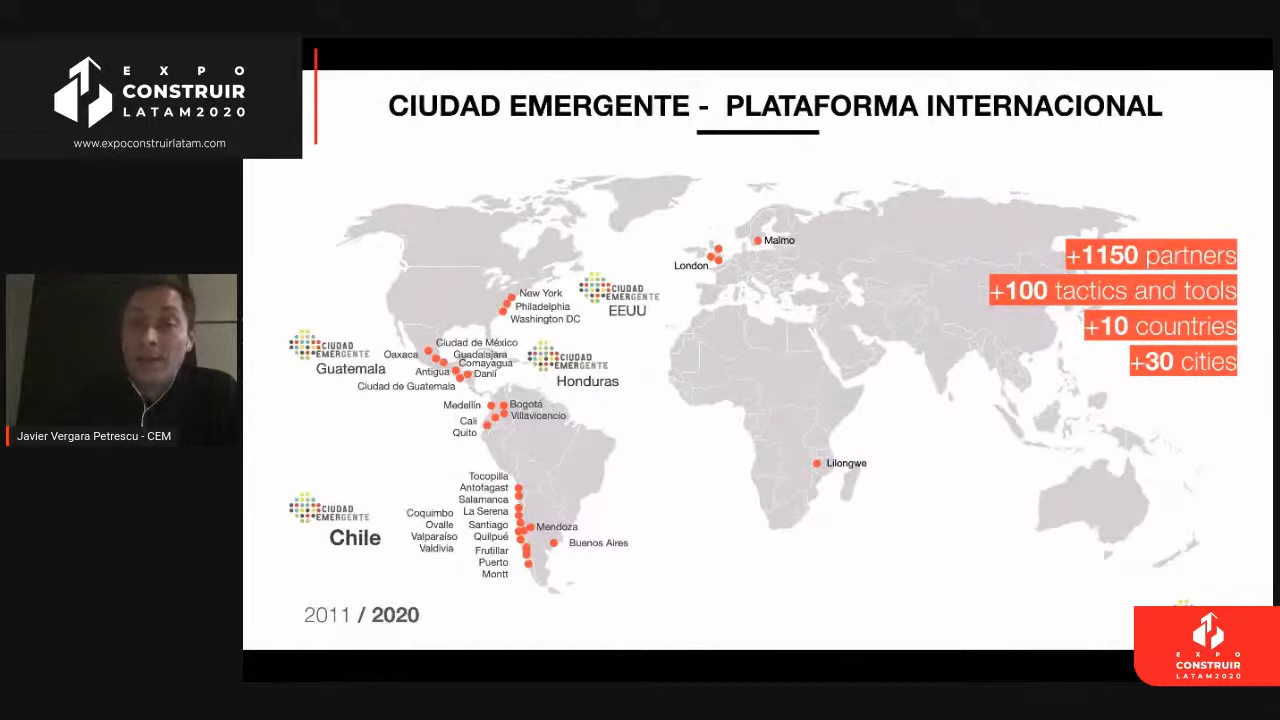 EXPO
CONSTRUIR
LATAM2020
www.expoconstruirlatam.com
CIUDAD EMERGENTE - PLATAFORMA INTERNACIONAL
Malmo
London
+1150 partners
+100 tactics and tools
+10 countries
+30 cities
New York
Philadelphia
Washington DC
CIUDAD
EMERGENTE
EEUU
CIUDAD
EMERGENTE
Guatemala
Oaxaca
Ciudad de México
Guadalajara
Comayagua
Antigua
Danlí
Ciudad de Guatemala
CIUDAD
EMERGENTE
Honduras
Medellín
Bogotá
Villavicencio
Cali
Quito
Lilongwe
Javier Vergara Petrescu - CEM
Tocopilla
Antofagast
Salamanca
La Serena
Coquimbo
Ovalle
Valparaíso
Valdivia
Santiago
Quilpué
Frutillar
Puerto
Montt
Mendoza
Buenos Aires
CIUDAD
EMERGENTE
Chile
2011 / 2020
EXPO
CONSTRUIR
LATAM2020